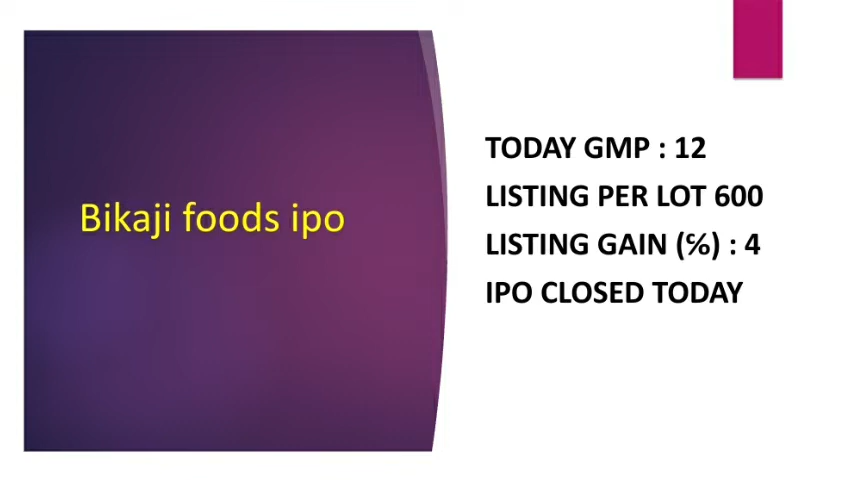 Bikaji foods ipo
TODAY GMP : 12
LISTING PER LOT 600
LISTING GAIN (℅) : 4
IPO CLOSED TODAY